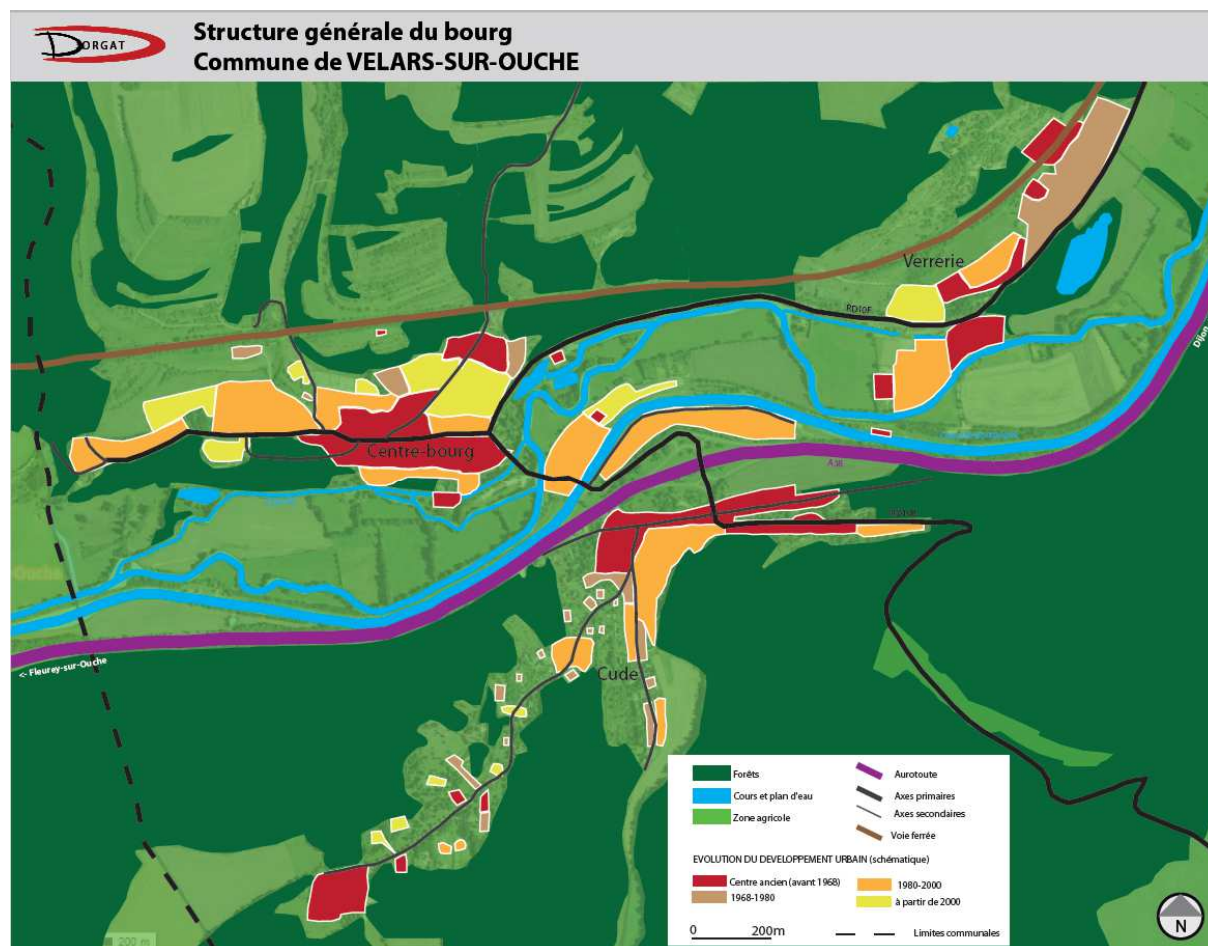 DORGAT
Structure générale du bourg
Commune de VELARS-SUR-OUCHE
Verrerie
RD10F
Dijon
Centre-bourg
A38
Cude
<- Fleurey-sur-Ouche
Forêts
Cours et plan d'eau
Zone agricole
Aurotoute
Axes primaires
Axes secondaires
Voie ferrée
EVOLUTION DU DEVELOPPEMENT URBAIN (schématique)
Centre ancien (avant 1968)
1968-1980
1980-2000
à partir de 2000
0 200m
Limites communales
N
200 m